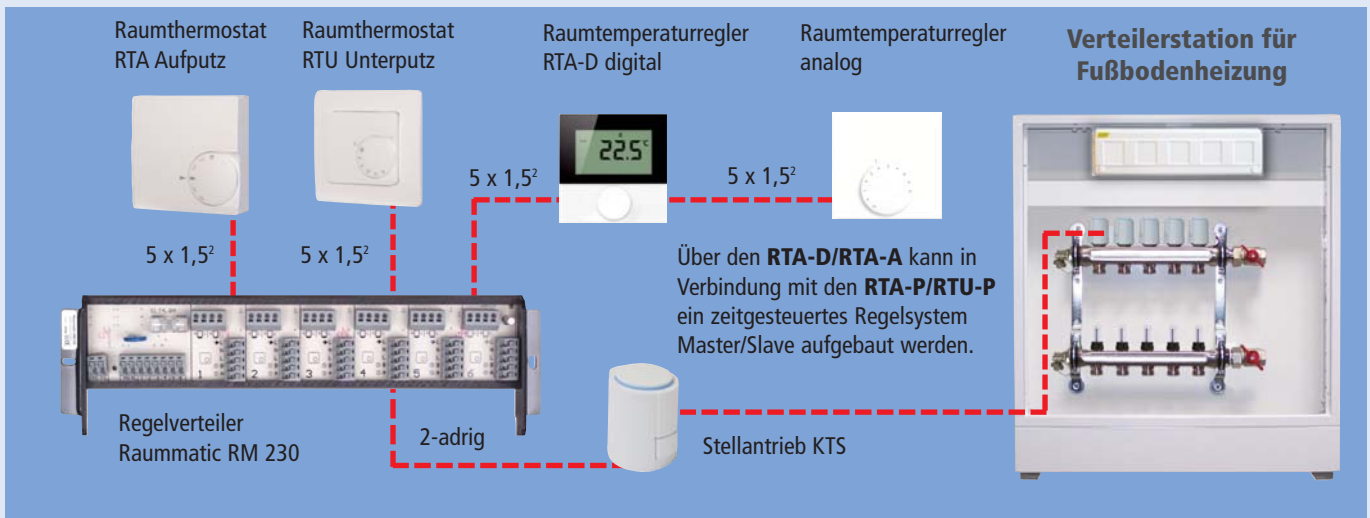 Raumthermostat
RTA Aufputz
Raumthermostat
RTU Unterputz
Raumtemperaturregler
RTA-D digital
Raumtemperaturregler
analog
Verteilerstation für
Fußbodenheizung
22.5°c
5 x 1,5²
5 x 1,5²
5 x 1,5²
5 x 1,5²
Über den RTA-D/RTA-A kann in
Verbindung mit den RTA-P/RTU-P
ein zeitgesteuertes Regelsystem
Master/Slave aufgebaut werden.
1 2 3 4 5 6
Regelverteiler
Raummatic RM 230
2-adrig
Stellantrieb KTS